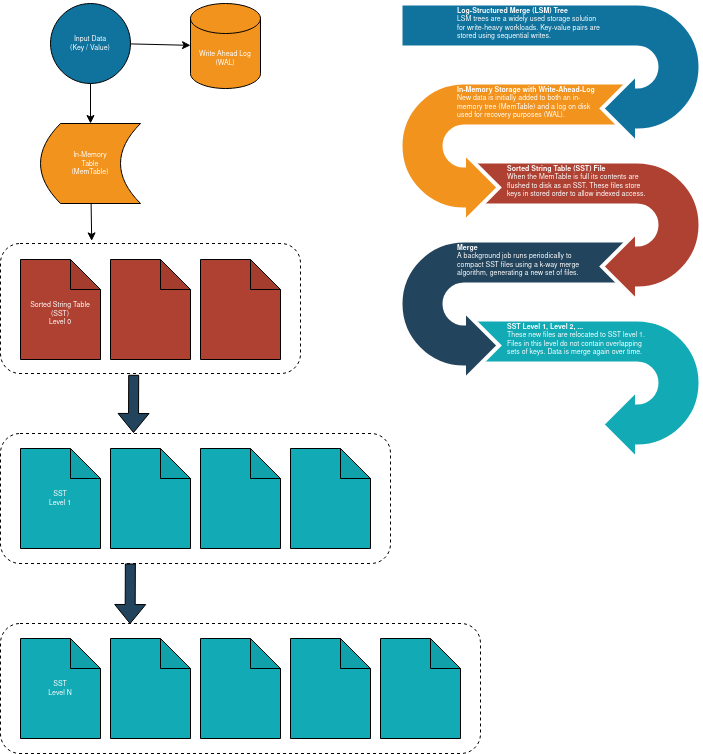 Input Data
(Key / Value)
Write Ahead Log
(WAL)
In-Memory
Table
(MemTable)
Sorted String Table
(SST)
Level 0
SST
Level 1
SST
Level N
Log-Structured Merge (LSM) Tree
LSM trees are a widely used storage solution
for write-heavy workloads. Key-value pairs are
stored using sequential writes.
In-Memory Storage with Write-Ahead-Log
New data is initially added to both an in-
memory tree (MemTable) and a log on disk
used for recovery purposes (WAL).
Sorted String Table (SST) File
When the MemTable is full its contents are
flushed to disk as an SST. These files store
keys in stored order to allow indexed access.
Merge
A background job runs periodically to
compact SST files using a k-way merge
algorithm, generating a new set of files.
SST Level 1, Level 2, ...
These new files are relocated to SST level 1.
Files in this level do not contain overlapping
sets of keys. Data is merge again over time.